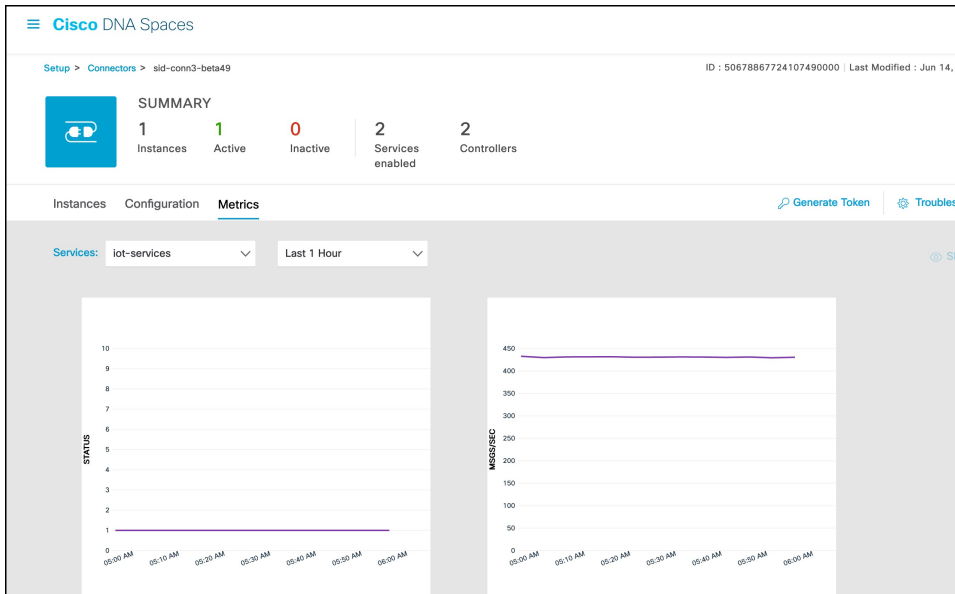 Cisco DNA Spaces
Setup > Connectors > sid-conn3-beta49
ID : 50678867724107490000 | Last Modified : Jun 14,
SUMMARY
1 1 0 2 2
Instances Active Inactive Services enabled Controllers
Instances Configuration Metrics
Generate Token
Troubles
Services: iot-services Last 1 Hour
10
9
8
7
6
5
4
3
2
1
0
STATUS
05:00 AM 05:10 AM 05:20 AM 05:30 AM 05:40 AM 05:50 AM 06:00 AM
450
400
350
300
250
200
150
100
50
0
MSGS/SEC
05:00 AM 05:10 AM 05:20 AM 05:30 AM 05:40 AM 05:50 AM 06:00 AM